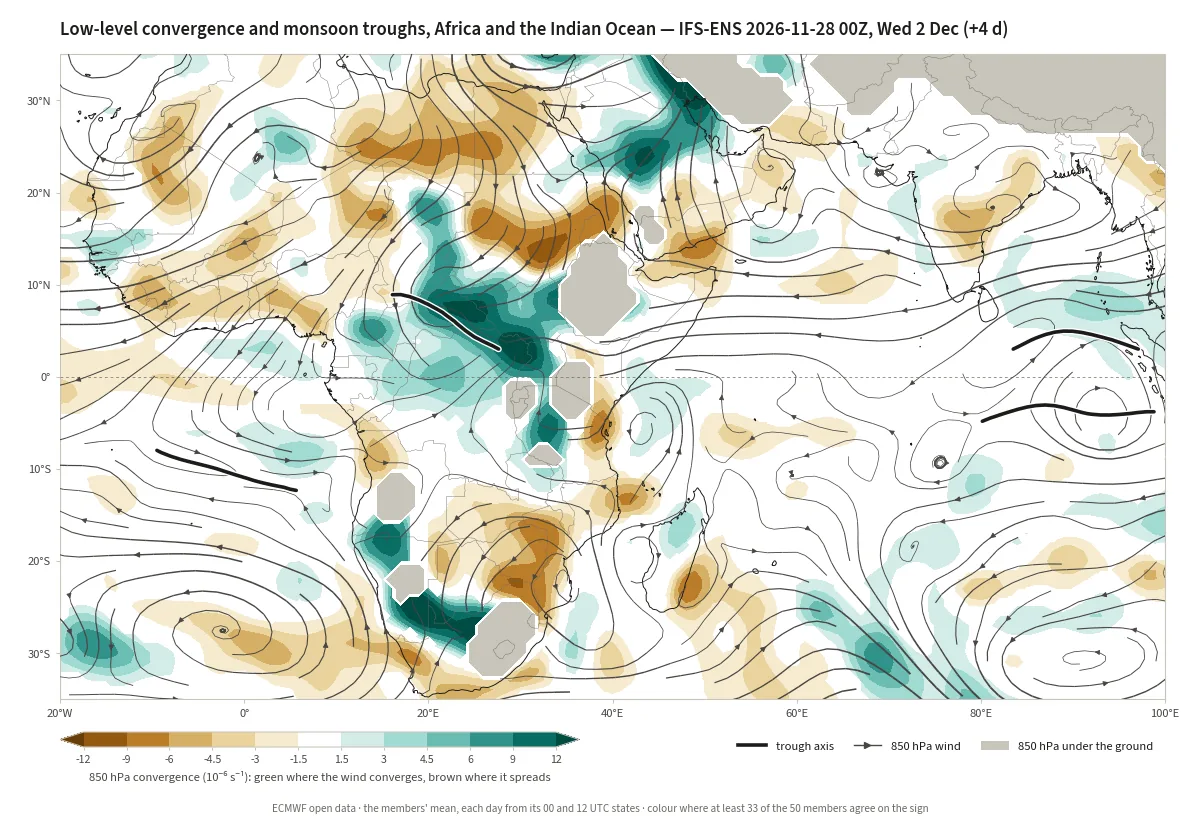 Low-level convergence and monsoon troughs, Africa and the Indian Ocean — IFS-ENS 2026-11-28 00Z, Wed 2 Dec (+4 d)
30°N
20°N
10°N
0°
10°S
20°S
30°S
20°W 0° 20°E 40°E 60°E 80°E 100°E
-12 -9 -6 -4.5 -3 -1.5 1.5 3 4.5 6 9 12
850 hPa convergence (10⁻⁶ s⁻¹): green where the wind converges, brown where it spreads
trough axis 850 hPa wind 850 hPa under the ground
ECMWF open data · the members' mean, each day from its 00 and 12 UTC states · colour where at least 33 of the 50 members agree on the sign